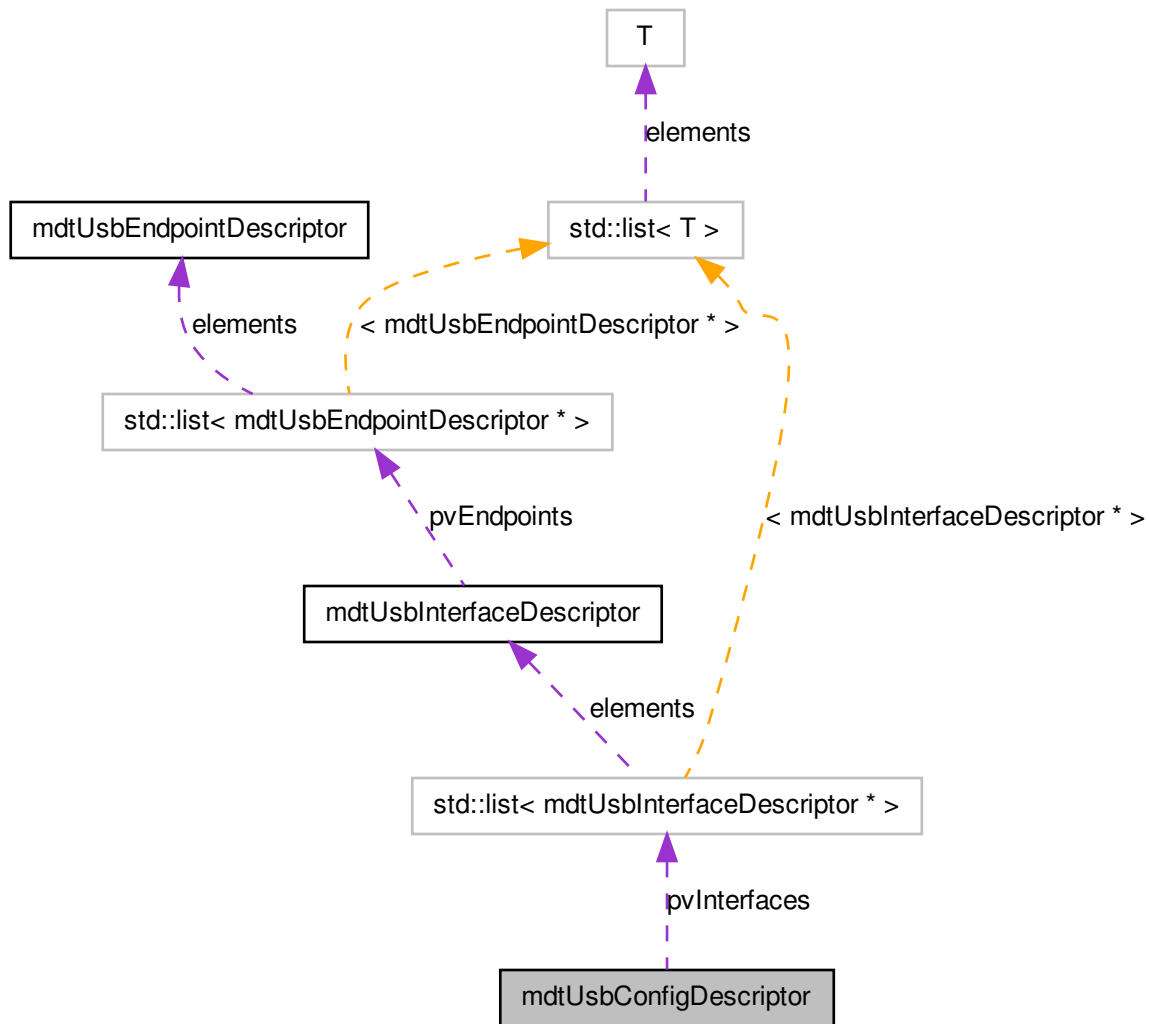 T
elements
mdtUsbEndpointDescriptor
std::list< T >
elements
< mdtUsbEndpointDescriptor * >
std::list< mdtUsbEndpointDescriptor * >
pvEndpoints
< mdtUsbInterfaceDescriptor * >
mdtUsbInterfaceDescriptor
elements
std::list< mdtUsbInterfaceDescriptor * >
pvInterfaces
mdtUsbConfigDescriptor